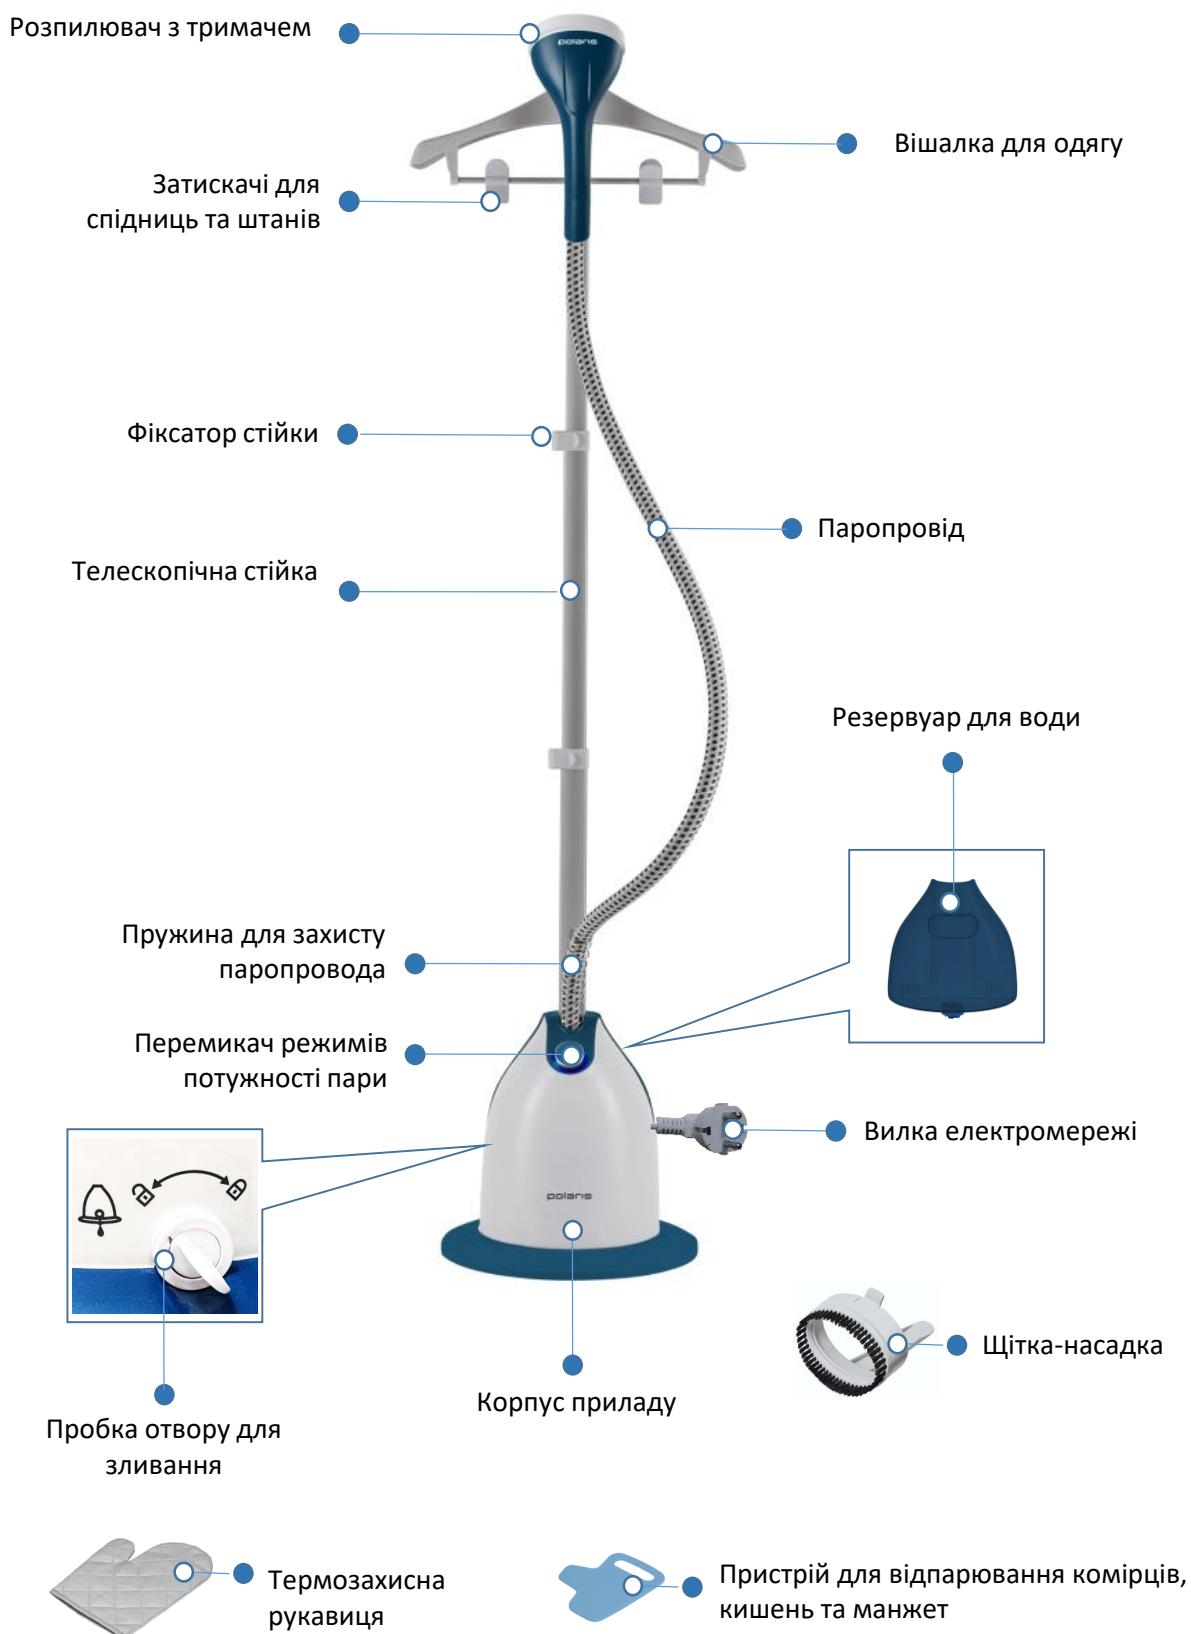 Розпилювач з тримачем
polaris
Вішалка для одягу
Затискачі для
спідниць та штанів
Фіксатор стійки
Паропровід
Телескопічна стійка
Резервуар для води
Пружина для захисту
паропровода
Перемикач режимів
потужності пари
Вилка електромережі
polaris
Щітка-насадка
Корпус приладу
Пробка отвору для
зливання
Термозахисна
рукавиця
Пристрій для відпарювання комірців,
кишень та манжет